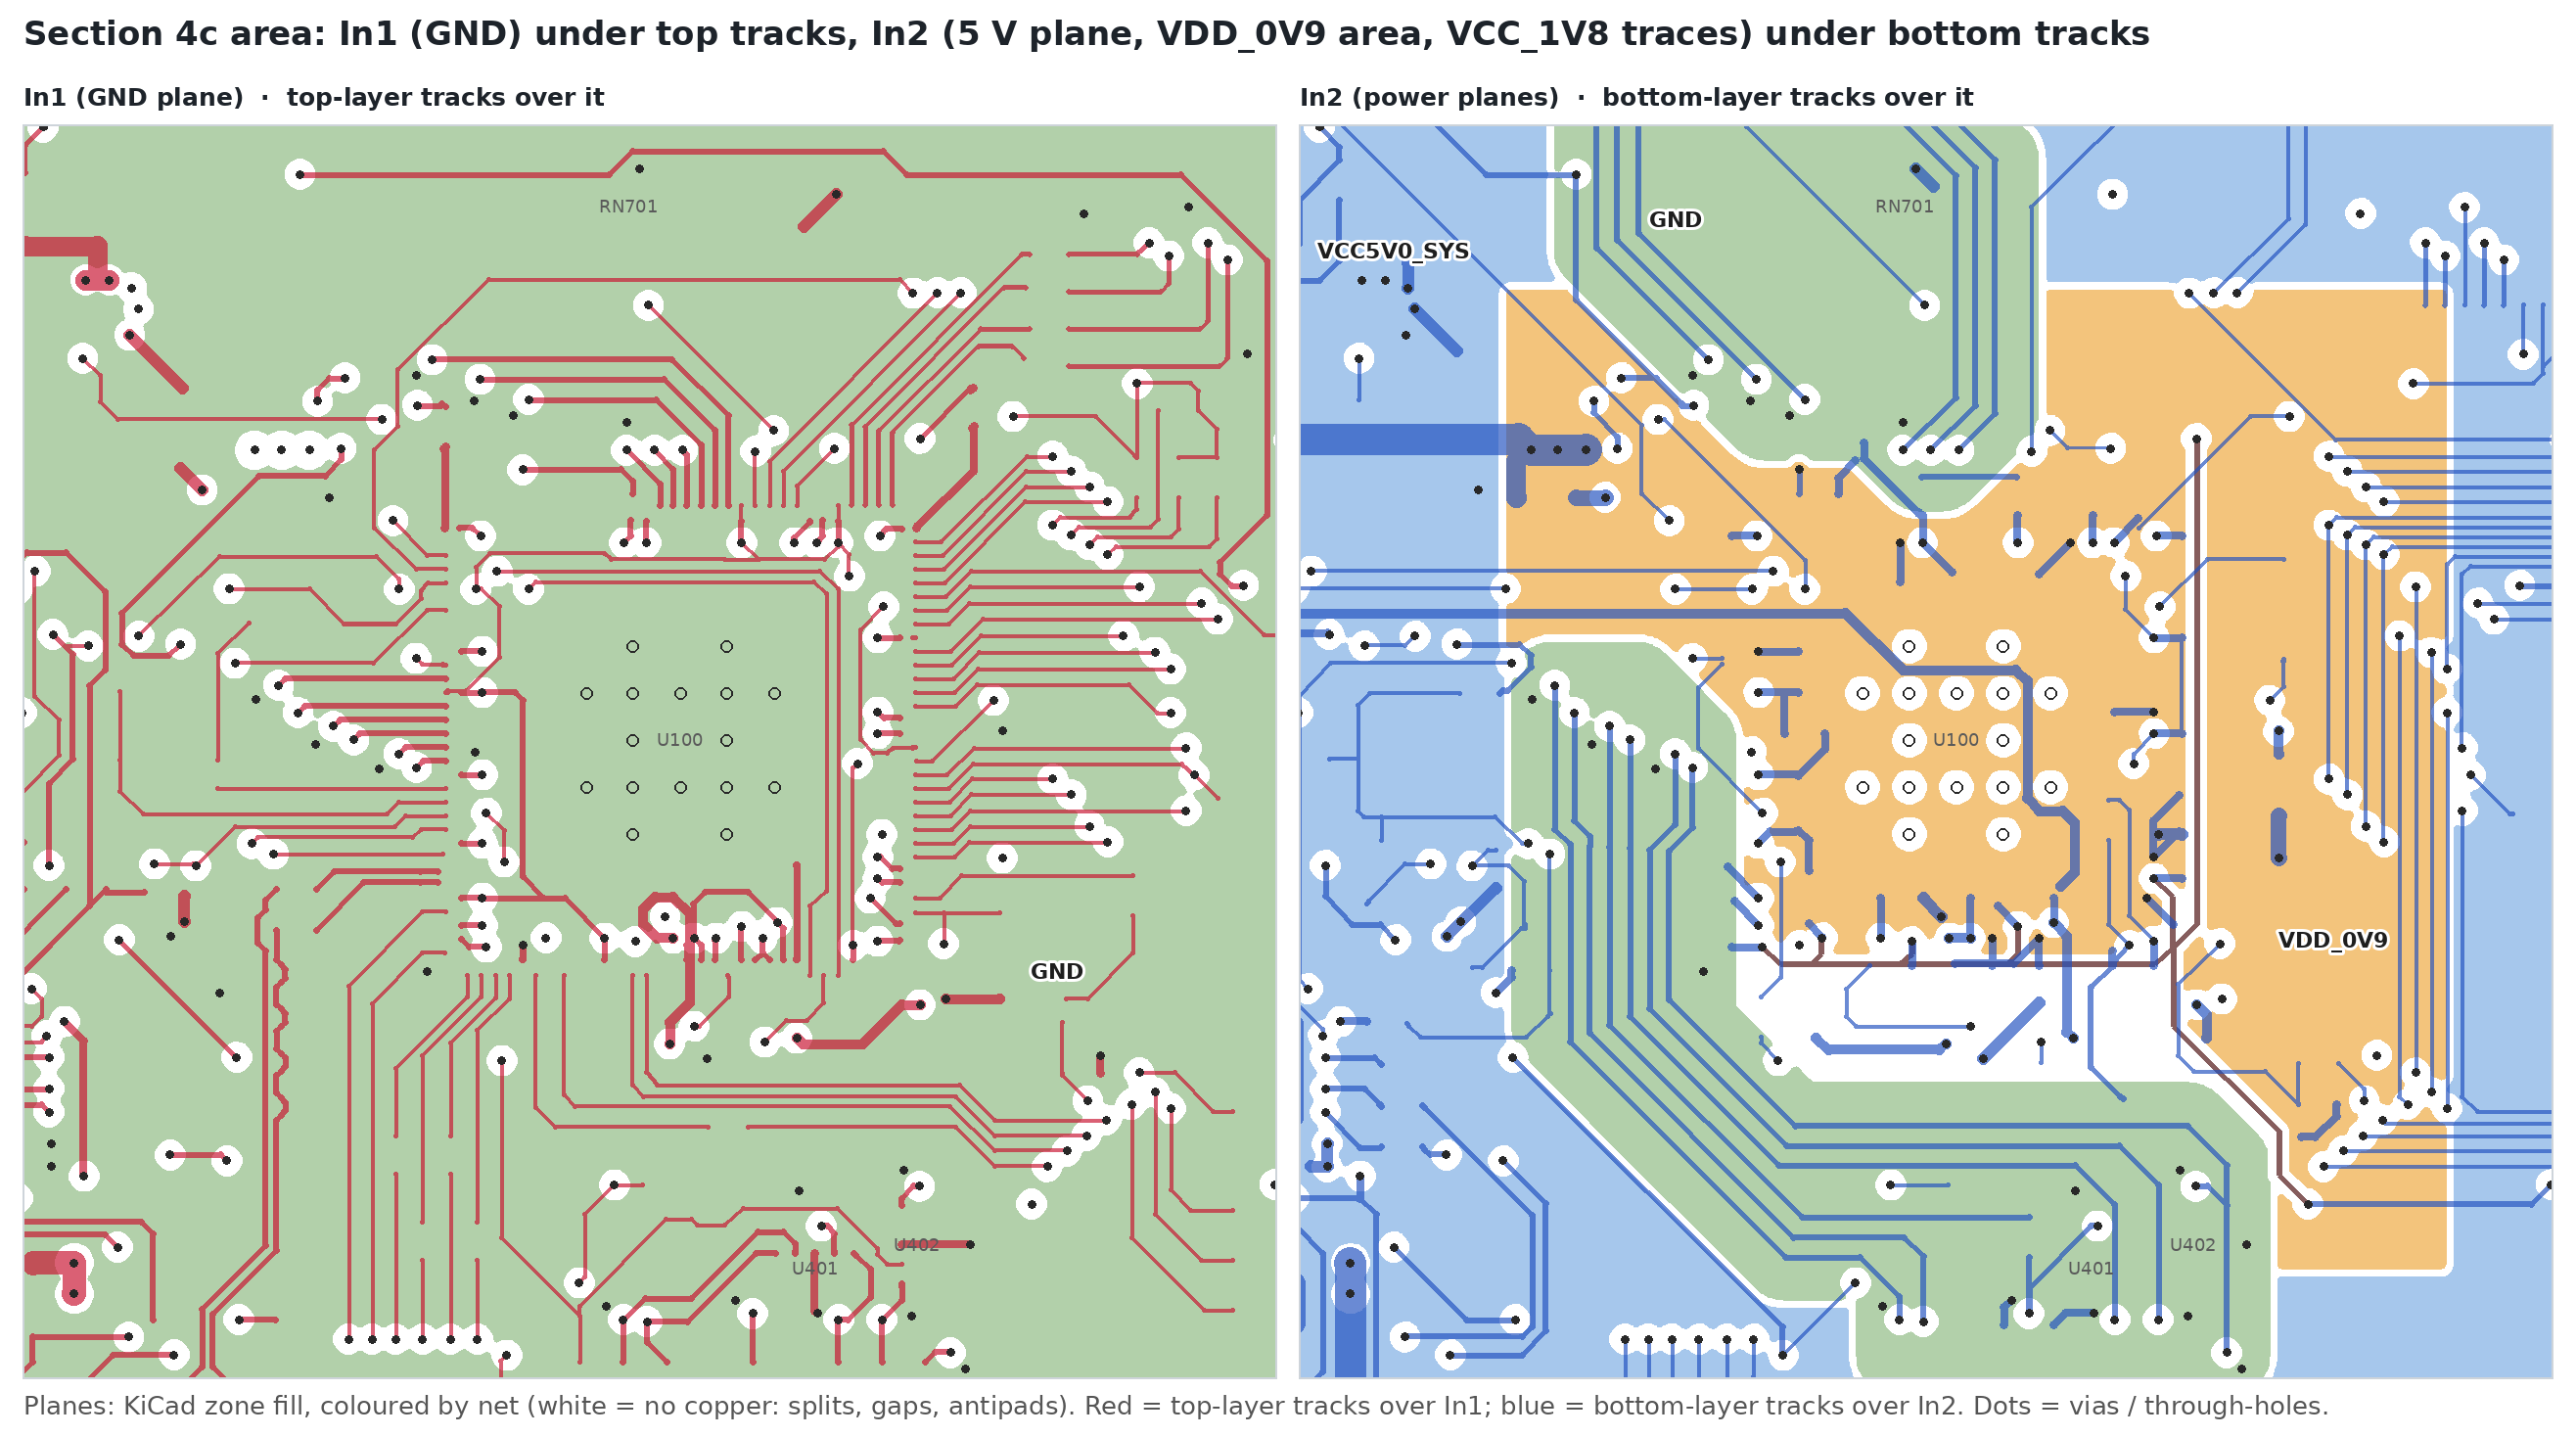 Section 4c area: In1 (GND) under top tracks, In2 (5 V plane, VDD_0V9 area, VCC_1V8 traces) under bottom tracks
In1 (GND plane) · top-layer tracks over it
In2 (power planes) · bottom-layer tracks over it
RN701
U100
GND
U402
U401
RN701
GND
VCC5V0_SYS
U100
VDD_0V9
U402
U401
Planes: KiCad zone fill, coloured by net (white = no copper: splits, gaps, antipads). Red = top-layer tracks over In1; blue = bottom-layer tracks over In2. Dots = vias / through-holes.